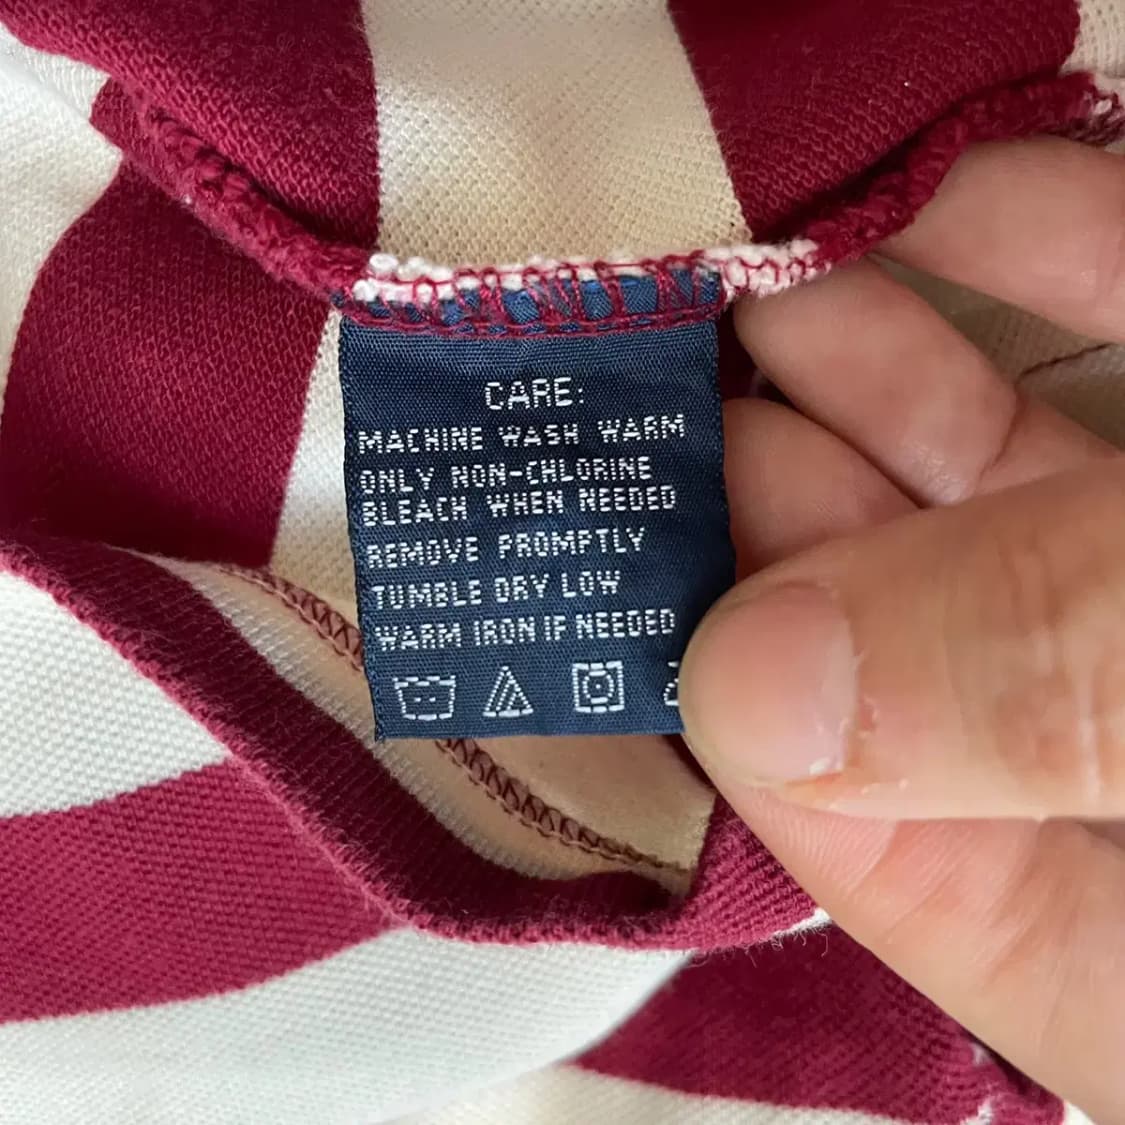 CARE:
MACHINE WASH WARM
ONLY NON-CHLORINE
BLEACH WHEN NEEDED
REMOVE PROMPTLY
TUMBLE DRY LOW
WARM IRON IF NEEDED